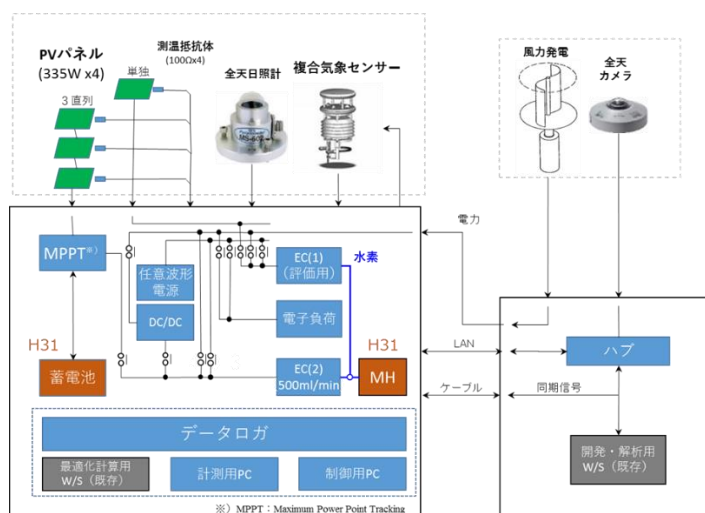 PVパネル
(335W x4)
測温抵抗体
(100Ωx4)
単独
3直列
全天日照計
MS-602
複合気象センサー
風力発電
全天
カメラ
電力
MPPT※)
任意波形
電源
DC/DC
EC(1)
(評価用)
水素
電子負荷
H31
蓄電池
EC(2)
500ml/min
H31
MH
LAN
ケーブル
同期信号
ハブ
データロガ
最適化計算用
W/S（既存）
計測用PC
制御用PC
開発・解析用
W/S（既存）
※）MPPT：Maximum Power Point Tracking